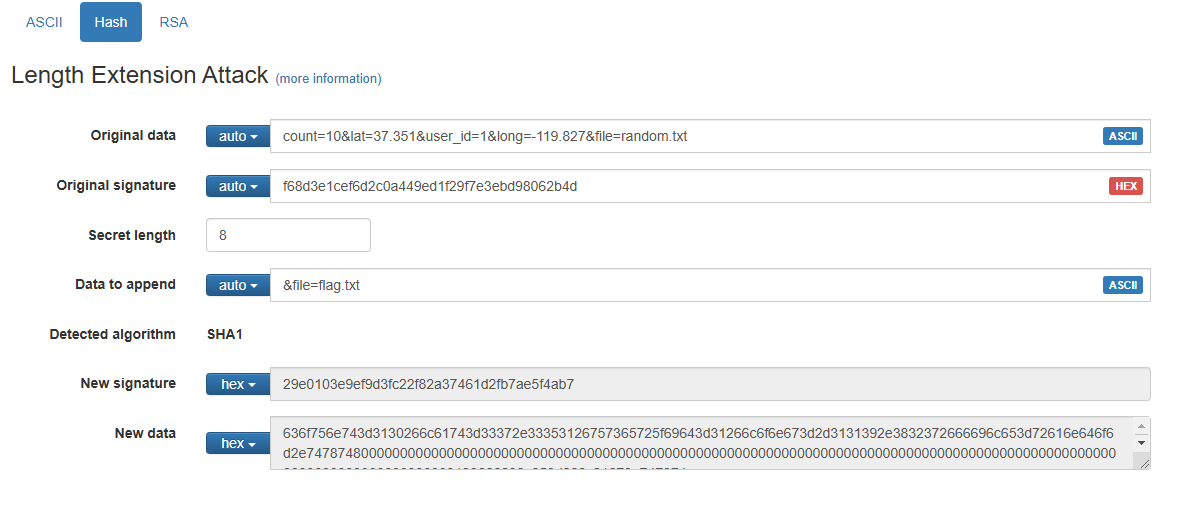 ASCII Hash RSA
Length Extension Attack (more information)
Original data auto count=10&lat=37.351&user_id=1&long=-119.827&file=random.txt ASCII
Original signature auto f68d3e1cef6d2c0a449ed1f29f7e3ebd98062b4d HEX
Secret length 8
Data to append auto &file=flag.txt ASCII
Detected algorithm SHA1
New signature hex 29e0103e9ef9d3fc22f82a37461d2fb7ae5f4ab7
New data hex